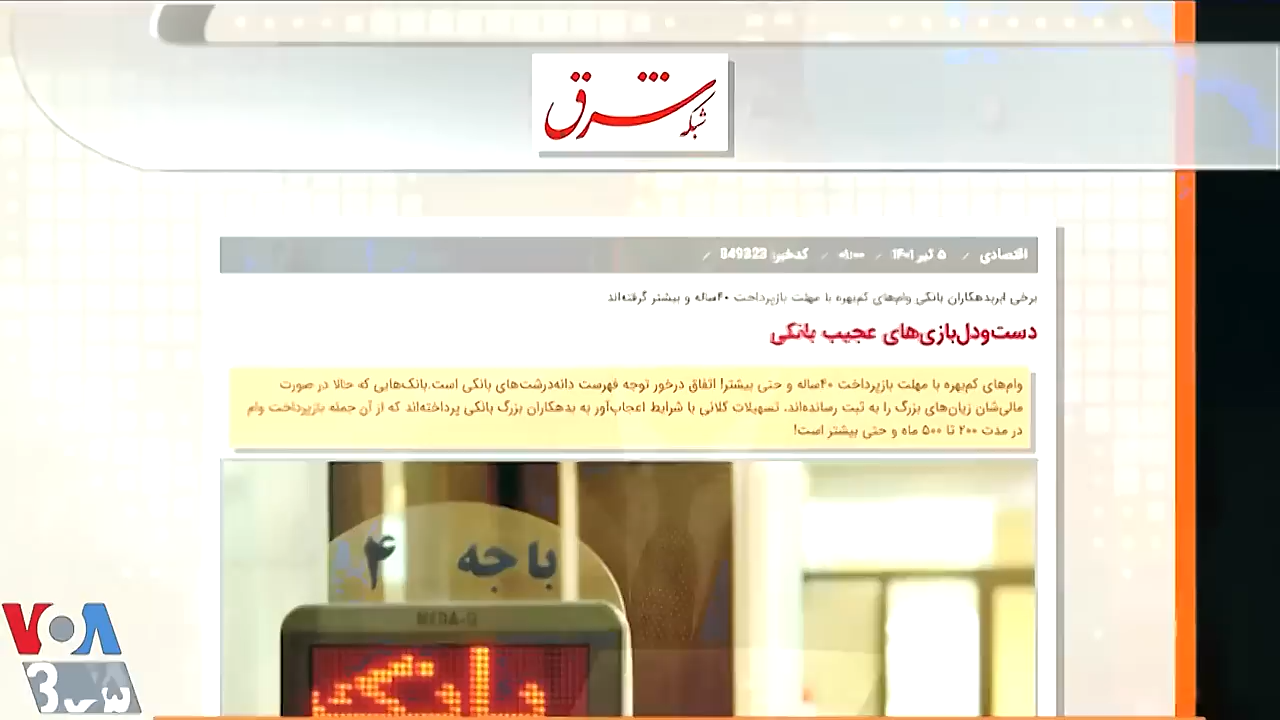 شبکه شرق
اقتصادی / ۵ تیر ۱۴۰۱ / ۰۸:۰۰ / کدخبر: 849323 /
برخی ابربدهکاران بانکی وام‌های کم‌بهره با مهلت بازپرداخت ۴۰ساله و بیشتر گرفته‌اند
دست‌ودل‌بازی‌های عجیب بانکی
وام‌های کم‌بهره با مهلت بازپرداخت ۴۰ساله و حتی بیشتر! اتفاق درخور توجه فهرست دانه‌درشت‌های بانکی است.بانک‌هایی که حالا در صورت
مالی‌شان زیان‌های بزرگ را به ثبت رسانده‌اند، تسهیلات کلانی با شرایط اعجاب‌آور به بدهکاران بزرگ بانکی پرداخته‌اند که از آن جمله بازپرداخت وام
در مدت ۲۰۰ تا ۵۰۰ ماه و حتی بیشتر است!
باجه ۴
VOA